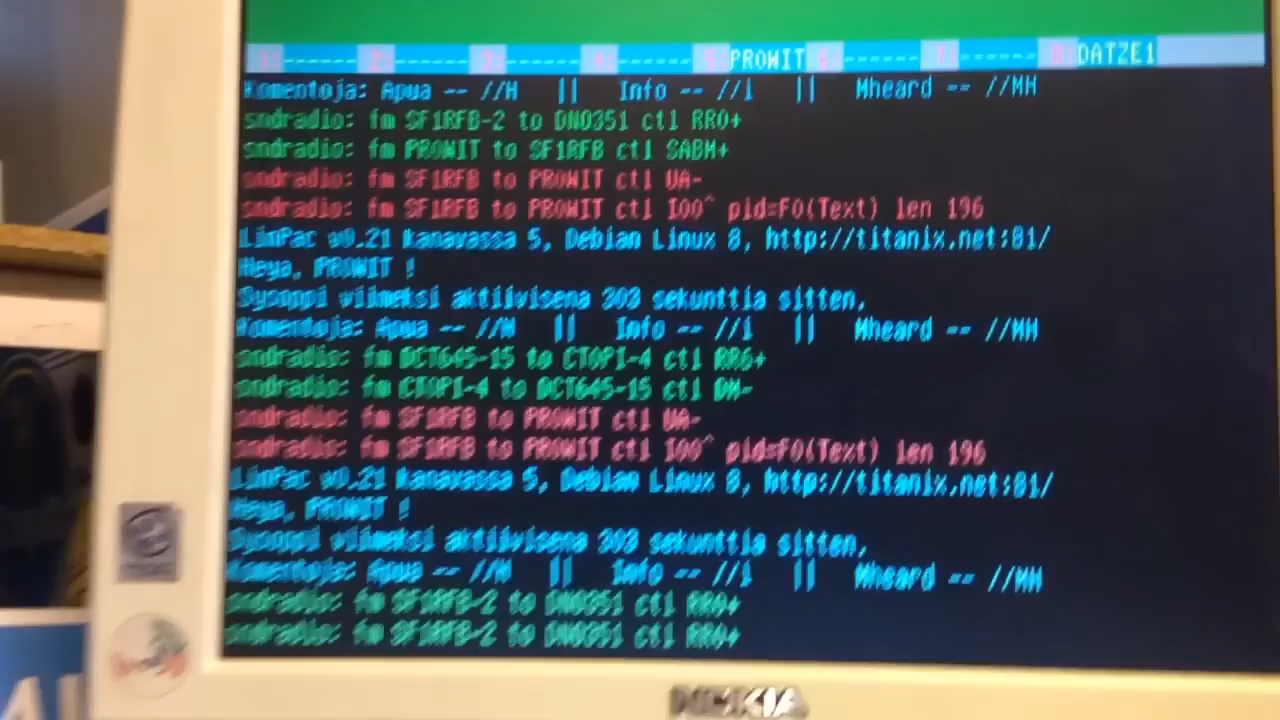 1:------ 2:------ 3:------ 4:------ 5:PROWIT 6:------ 7:------ 8:DATZE1
Komentoja: Apua -- //H || Info -- //i || Mheard -- //MH
sndradio: fm SF1RFB-2 to DNO351 ctl RR0+
sndradio: fm PROWIT to SF1RFB ctl SABM+
sndradio: fm SF1RFB to PROWIT ctl UA-
sndradio: fm SF1RFB to PROWIT ctl I00^ pid=F0(Text) len 196
LinPac v0.21 Kanavassa 5, Debian Linux 8, http://titanix.net:81/
Heya, PROWIT !
Sysoppi viimeksi aktiivisena 303 sekunttia sitten.
Komentoja: Apua -- //H || Info -- //i || Mheard -- //MH
sndradio: fm DCT645-15 to CTOPI-4 ctl RR6+
sndradio: fm CTOPI-4 to DCT645-15 ctl DM-
sndradio: fm SF1RFB to PROWIT ctl UA-
sndradio: fm SF1RFB to PROWIT ctl I00^ pid=F0(Text) len 196
LinPac v0.21 Kanavassa 5, Debian Linux 8, http://titanix.net:81/
Heya, PROWIT !
Sysoppi viimeksi aktiivisena 303 sekunttia sitten.
Komentoja: Apua -- //H || Info -- //i || Mheard -- //MH
sndradio: fm SF1RFB-2 to DNO351 ctl RR0+
sndradio: fm SF1RFB-2 to DNO351 ctl RR0+
NOKIA